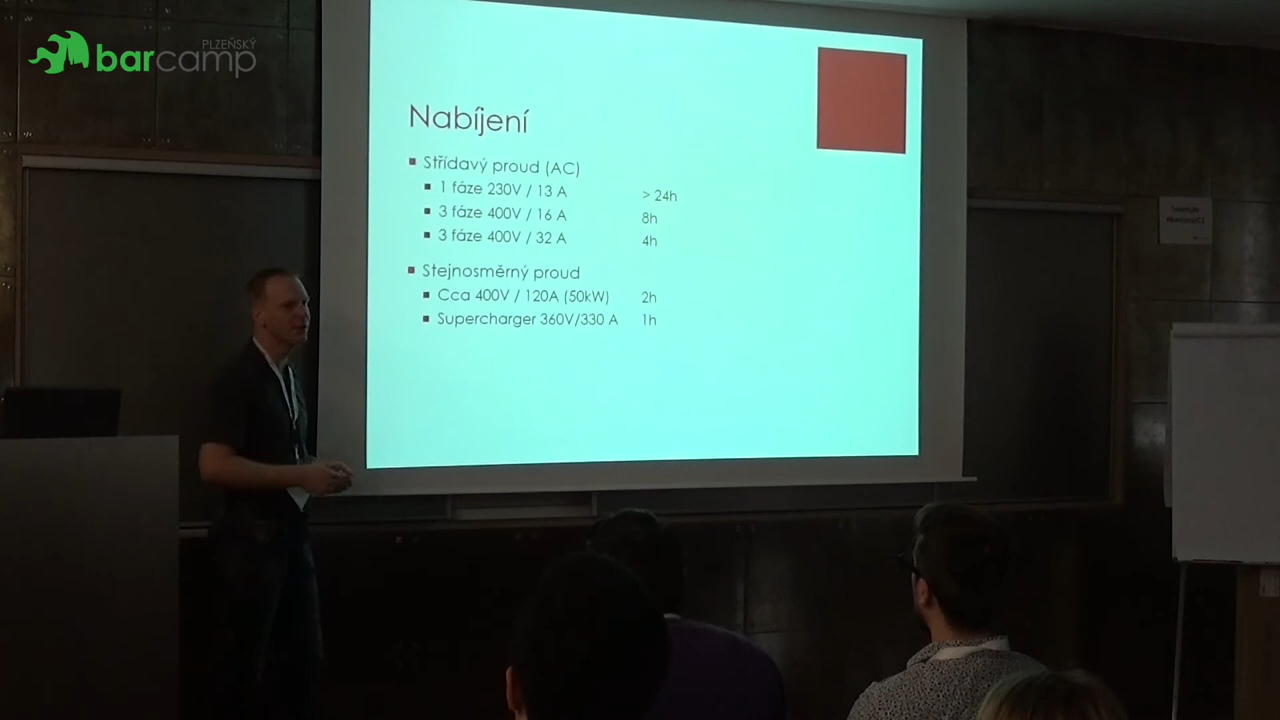 PLZEŇSKÝ
barcamp
Nabíjení
Střídavý proud (AC)
1 fáze 230V / 13 A > 24h
3 fáze 400V / 16 A 8h
3 fáze 400V / 32 A 4h
Stejnosměrný proud
Cca 400V / 120A (50kW) 2h
Supercharger 360V/330 A 1h